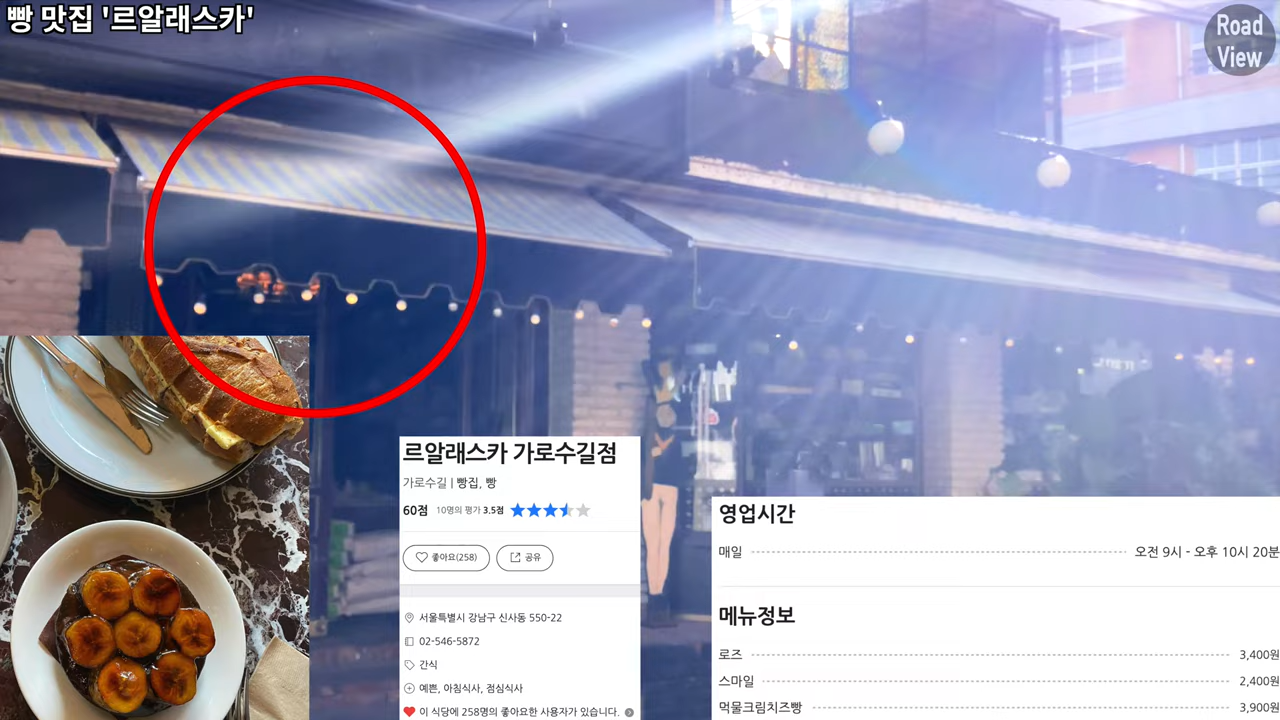 빵 맛집 '르알래스카'
Road
View
르알래스카 가로수길점
가로수길 | 빵집, 빵
60점 10명의 평가 3.5점
좋아요(258) 공유
서울특별시 강남구 신사동 550-22
02-546-5872
간식
예쁜, 아침식사, 점심식사
이 식당에 258명의 좋아요한 사용자가 있습니다.
영업시간
매일 오전 9시 - 오후 10시 20분
메뉴정보
로즈 3,400원
스마일 2,400원
먹물크림치즈빵 3,900원